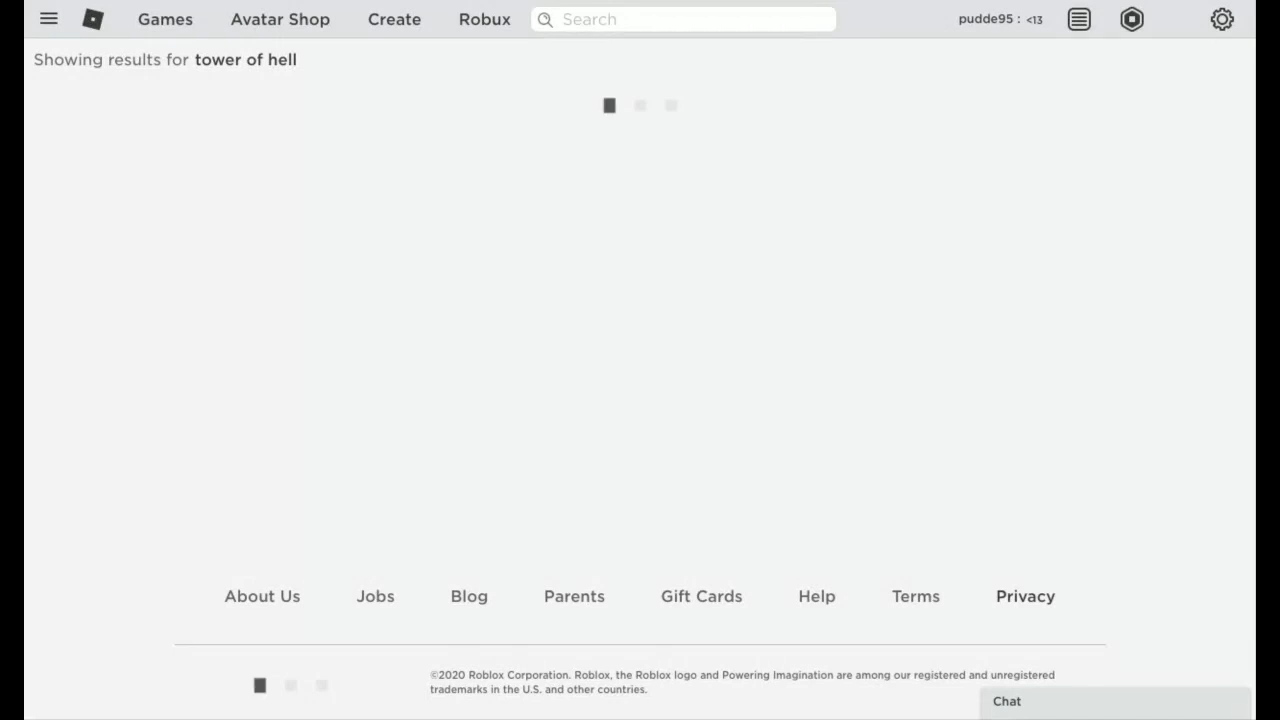 Games Avatar Shop Create Robux Search pudde95 : <13
Showing results for tower of hell
About Us Jobs Blog Parents Gift Cards Help Terms Privacy
©2020 Roblox Corporation. Roblox, the Roblox logo and Powering Imagination are among our registered and unregistered
trademarks in the U.S. and other countries.
Chat